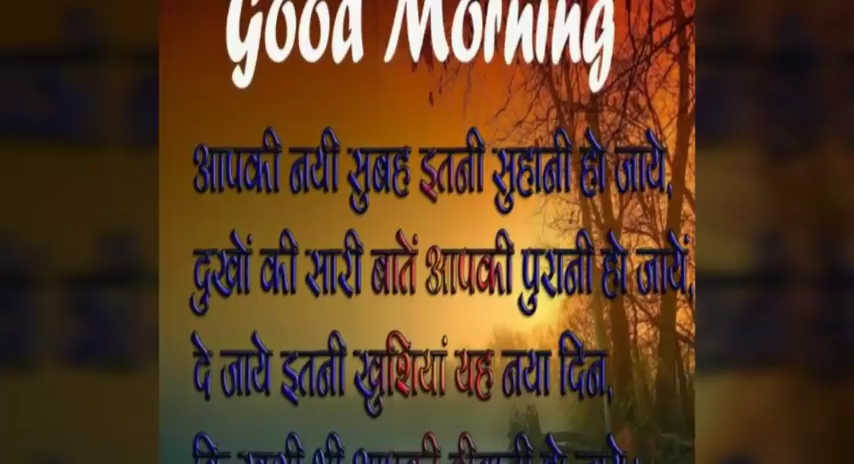 Good Morning
आपकी नयी सुबह इतनी सुहानी हो जाये,
दुखों की सारी बातें आपकी पुरानी हो जायें,
दे जाये इतनी खुशियां यह नया दिन,